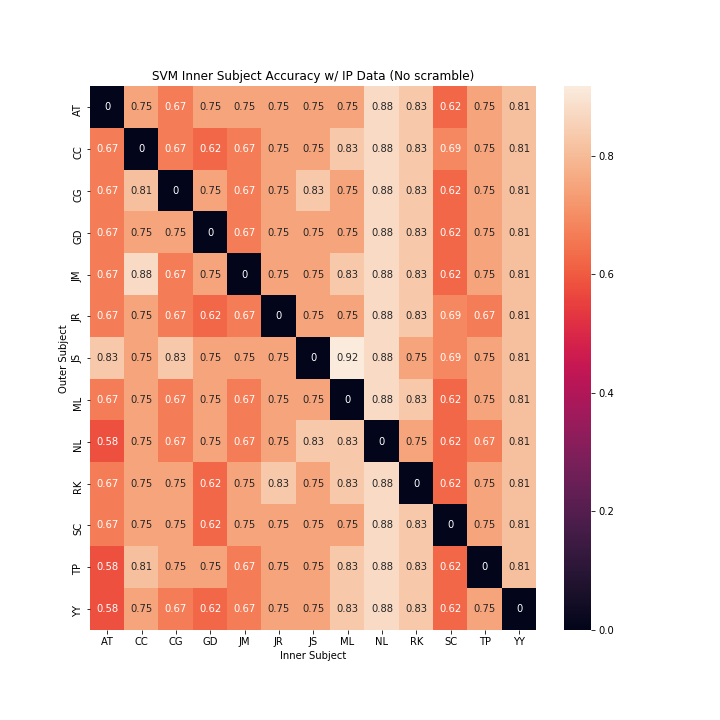 SVM Inner Subject Accuracy w/ IP Data (No scramble)
AT 0 0.75 0.67 0.75 0.75 0.75 0.75 0.75 0.88 0.83 0.62 0.75 0.81
CC 0.67 0 0.67 0.62 0.67 0.75 0.75 0.83 0.88 0.83 0.69 0.75 0.81
CG 0.67 0.81 0 0.75 0.67 0.75 0.83 0.75 0.88 0.83 0.62 0.75 0.81
GD 0.67 0.75 0.75 0 0.67 0.75 0.75 0.75 0.88 0.83 0.62 0.75 0.81
JM 0.67 0.88 0.67 0.75 0 0.75 0.75 0.83 0.88 0.83 0.62 0.75 0.81
JR 0.67 0.75 0.67 0.62 0.67 0 0.75 0.75 0.88 0.83 0.69 0.67 0.81
JS 0.83 0.75 0.83 0.75 0.75 0.75 0 0.92 0.88 0.75 0.69 0.75 0.81
ML 0.67 0.75 0.67 0.75 0.67 0.75 0.75 0 0.88 0.83 0.62 0.75 0.81
NL 0.58 0.75 0.67 0.75 0.67 0.75 0.83 0.83 0 0.75 0.62 0.67 0.81
RK 0.67 0.75 0.75 0.62 0.75 0.83 0.75 0.83 0.88 0 0.62 0.75 0.81
SC 0.67 0.75 0.75 0.62 0.75 0.75 0.75 0.75 0.88 0.83 0 0.75 0.81
TP 0.58 0.81 0.75 0.75 0.67 0.75 0.75 0.83 0.88 0.83 0.62 0 0.81
YY 0.58 0.75 0.67 0.62 0.67 0.75 0.75 0.83 0.88 0.83 0.62 0.75 0
AT CC CG GD JM JR JS ML NL RK SC TP YY
Inner Subject
Outer Subject
0.8
0.6
0.4
0.2
0.0